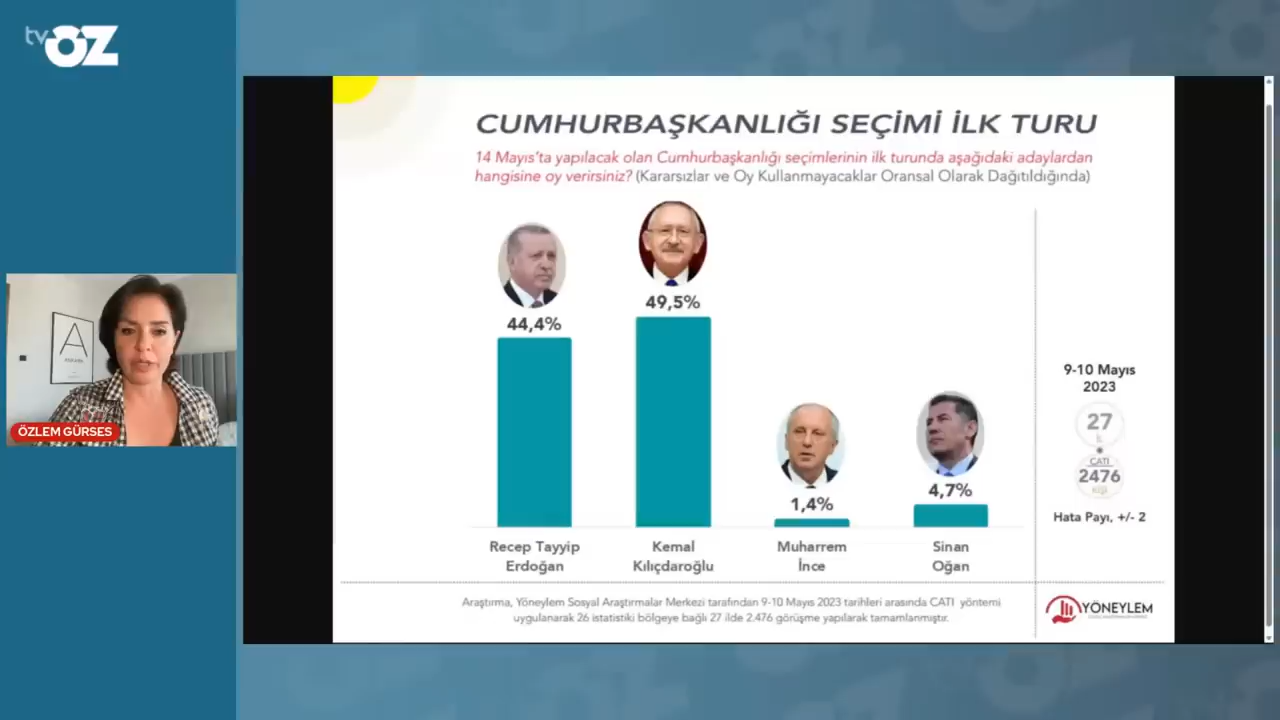 tv ÖZ
CUMHURBAŞKANLIĞI SEÇİMİ İLK TURU
14 Mayıs'ta yapılacak olan Cumhurbaşkanlığı seçimlerinin ilk turunda aşağıdaki adaylardan
hangisine oy verirsiniz? (Kararsızlar ve Oy Kullanmayacaklar Oransal Olarak Dağıtıldığında)
44,4%
49,5%
1,4%
4,7%
Recep Tayyip
Erdoğan
Kemal
Kılıçdaroğlu
Muharrem
İnce
Sinan
Oğan
9-10 Mayıs
2023
27
İL
CATI
2476
KİŞİ
Hata Payı, +/- 2
A
ÖZLEM GÜRSES
Araştırma, Yöneylem Sosyal Araştırmalar Merkezi tarafından 9-10 Mayıs 2023 tarihleri arasında CATI yöntemi
uygulanarak 26 istatistiki bölgeye bağlı 27 ilde 2.476 görüşme yapılarak tamamlanmıştır.
YÖNEYLEM